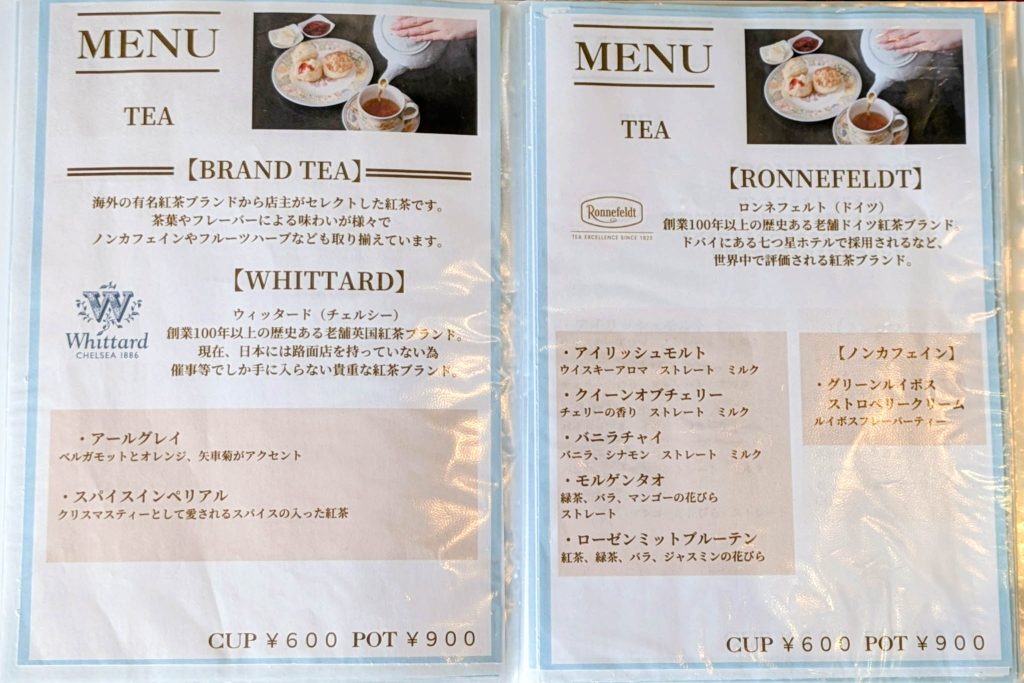 MENU
TEA
【BRAND TEA】
海外の有名紅茶ブランドから店主がセレクトした紅茶です。
茶葉やフレーバーによる味わいが様々で
ノンカフェインやフルーツハーブなども取り揃えています。
【WHITTARD】
W
Whittard
CHELSEA 1886
ウィッタード（チェルシー）
創業100年以上の歴史ある老舗英国紅茶ブランド。
現在、日本には路面店を持っていない為
催事等でしか手に入らない貴重な紅茶ブランド。
・アールグレイ
ベルガモットとオレンジ、矢車菊がアクセント
・スパイスインペリアル
クリスマスティーとして愛されるスパイスの入った紅茶
CUP ¥600 POT ¥900
MENU
TEA
【RONNEFELDT】
Ronnefeldt
Co
TEA EXCELLENCE SINCE 1823
ロンネフェルト（ドイツ）
創業100年以上の歴史ある老舗ドイツ紅茶ブランド。
ドバイにある七つ星ホテルで採用されるなど、
世界中で評価される紅茶ブランド。
・アイリッシュモルト
ウイスキーアロマ ストレート ミルク
・クイーンオブチェリー
チェリーの香り ストレート ミルク
・バニラチャイ
バニラ、シナモン ストレート ミルク
・モルゲンタオ
緑茶、バラ、マンゴーの花びら
ストレート
・ローゼンミットブルーテン
紅茶、緑茶、バラ、ジャスミンの花びら
【ノンカフェイン】
・グリーンルイボス
ストロベリークリーム
ルイボスフレーバーティー
CUP ¥600 POT ¥900